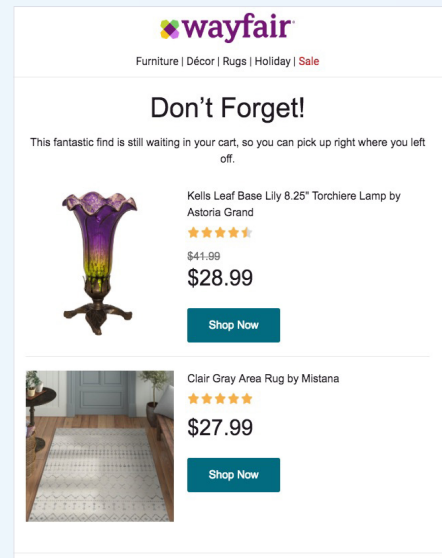 wayfair
Furniture | Décor | Rugs | Holiday | Sale
Don’t Forget!
This fantastic find is still waiting in your cart, so you can pick up right where you left
off.
Kells Leaf Base Lily 8.25" Torchiere Lamp by
Astoria Grand
$41.99
$28.99
Shop Now
Clair Gray Area Rug by Mistana
$27.99
Shop Now